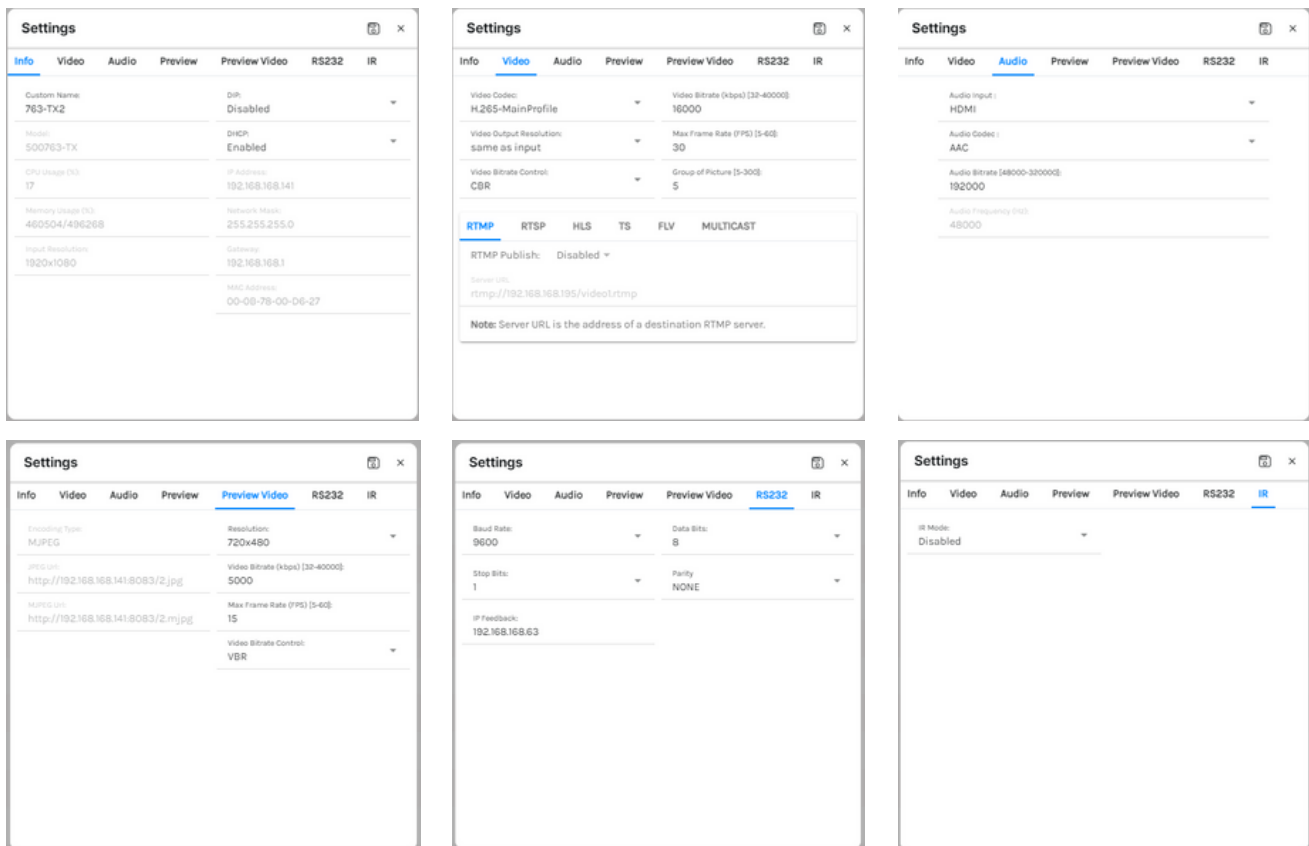 Settings
Info Video Audio Preview Preview Video RS232 IR
Custom Name:
763-TX2
DIP:
Disabled
Model:
500763-TX
DHCP:
Enabled
CPU Usage (%):
17
IP Address:
192.168.168.141
Memory Usage (%):
460504/496268
Network Mask:
255.255.255.0
Input Resolution:
1920x1080
Gateway:
192.168.168.1
MAC Address:
00-0B-78-00-D6-27
Settings
Info Video Audio Preview Preview Video RS232 IR
Video Codec:
H.265-MainProfile
Video Bitrate (kbps) [32-40000]:
16000
Video Output Resolution:
same as input
Max Frame Rate (FPS) [5-60]:
30
Video Bitrate Control:
CBR
Group of Picture [5-300]:
5
RTMP RTSP HLS TS FLV MULTICAST
RTMP Publish: Disabled
Server URL:
rtmp://192.168.168.195/video1.rtmp
Note: Server URL is the address of a destination RTMP server.
Settings
Info Video Audio Preview Preview Video RS232 IR
Audio Input :
HDMI
Audio Codec :
AAC
Audio Bitrate [48000-320000]:
192000
Audio Frequency (HZ):
48000
Settings
Info Video Audio Preview Preview Video RS232 IR
Encoding Type:
MJPEG
Resolution:
720x480
JPEG Url:
http://192.168.168.141:8083/2.jpg
Video Bitrate (kbps) [32-40000]:
5000
MJPEG Url:
http://192.168.168.141:8083/2.mjpg
Max Frame Rate (FPS) [5-60]:
15
Video Bitrate Control:
VBR
Settings
Info Video Audio Preview Preview Video RS232 IR
Baud Rate:
9600
Data Bits:
8
Stop Bits:
1
Parity
NONE
IP Feedback:
192.168.168.63
Settings
Info Video Audio Preview Preview Video RS232 IR
IR Mode:
Disabled